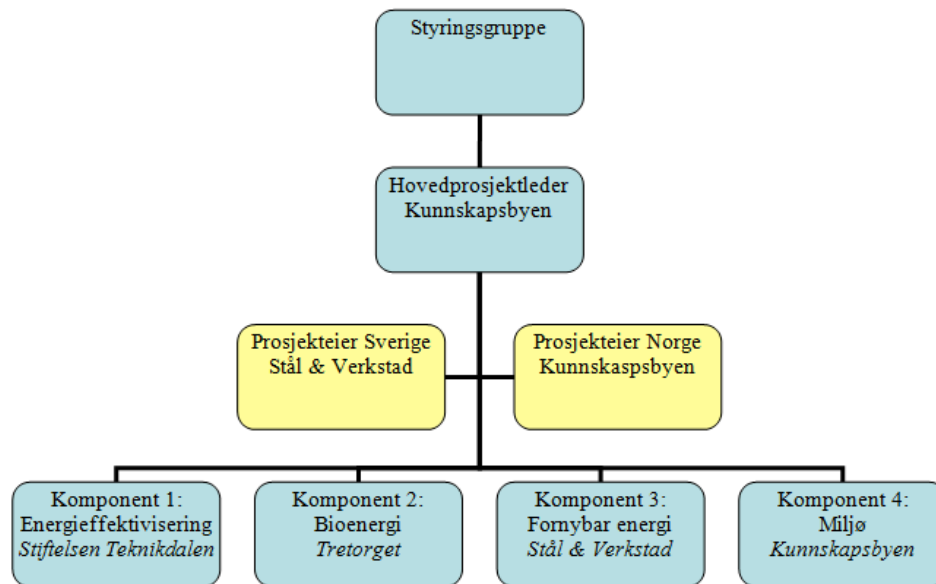 Styringsgruppe
Hovedprosjektleder
Kunnskapsbyen
Prosjekteier Sverige
Stål & Verkstad
Prosjekteier Norge
Kunnskaspsbyen
Komponent 1:
Energieffektivisering
Stiftelsen Teknikdalen
Komponent 2:
Bioenergi
Tretorget
Komponent 3:
Fornybar energi
Stål & Verkstad
Komponent 4:
Miljø
Kunnskapsbyen